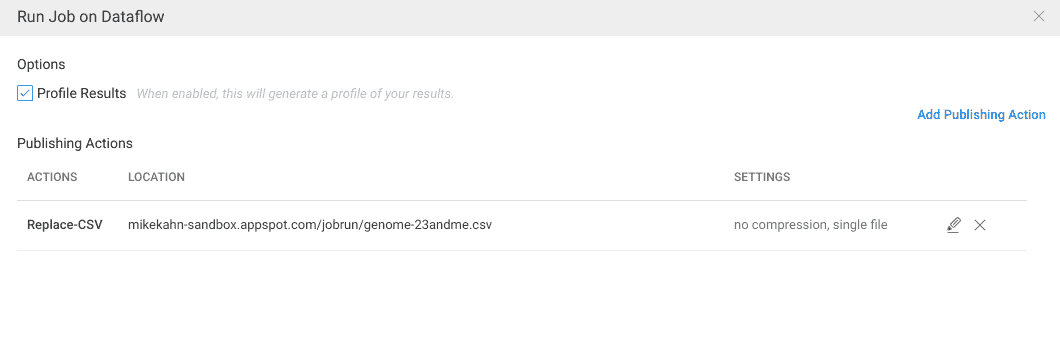 Run Job on Dataflow
Options
Profile Results When enabled, this will generate a profile of your results.
Add Publishing Action
Publishing Actions
ACTIONS LOCATION SETTINGS
Replace-CSV mikekahn-sandbox.appspot.com/jobrun/genome-23andme.csv no compression, single file